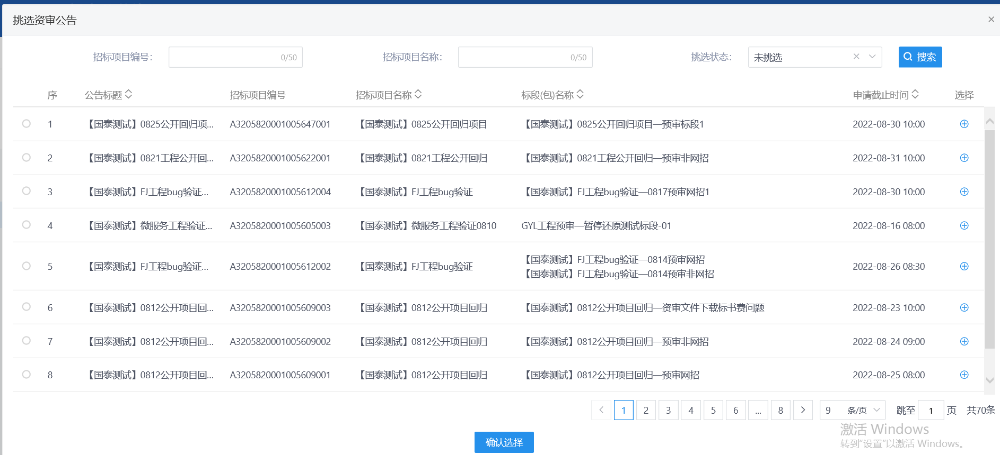 挑选资审公告
招标项目编号： 0/50 招标项目名称： 0/50 挑选状态： 未挑选 搜索
序 公告标题 招标项目编号 招标项目名称 标段(包)名称 申请截止时间 选择
1 【国泰测试】0825公开回归项... A3205820001005647001 【国泰测试】0825公开回归项目 【国泰测试】0825公开回归项目—预审标段1 2022-08-30 10:00
2 【国泰测试】0821工程公开回... A3205820001005622001 【国泰测试】0821工程公开回归 【国泰测试】0821工程公开回归—预审非网招 2022-08-31 10:00
3 【国泰测试】FJ工程bug验证... A3205820001005612004 【国泰测试】FJ工程bug验证 【国泰测试】FJ工程bug验证—0817预审网招1 2022-08-30 10:00
4 【国泰测试】微服务工程验证... A3205820001005605003 【国泰测试】微服务工程验证0810 GYL工程预审—暂停还原测试标段-01 2022-08-16 08:00
5 【国泰测试】FJ工程bug验证... A3205820001005612002 【国泰测试】FJ工程bug验证 【国泰测试】FJ工程bug验证—0814预审网招 2022-08-26 08:30
【国泰测试】FJ工程bug验证—0814预审非网招
6 【国泰测试】0812公开项目回... A3205820001005609003 【国泰测试】0812公开项目回归 【国泰测试】0812公开项目回归—资审文件下载标书费问题 2022-08-23 10:00
7 【国泰测试】0812公开项目回... A3205820001005609002 【国泰测试】0812公开项目回归 【国泰测试】0812公开项目回归—预审非网招 2022-08-24 09:00
8 【国泰测试】0812公开项目回... A3205820001005609001 【国泰测试】0812公开项目回归 【国泰测试】0812公开项目回归—预审网招 2022-08-25 08:00
1 2 3 4 5 6 ... 8 9 条/页 跳至 1 页 共70条
激活 Windows
转到“设置”以激活 Windows。
确认选择